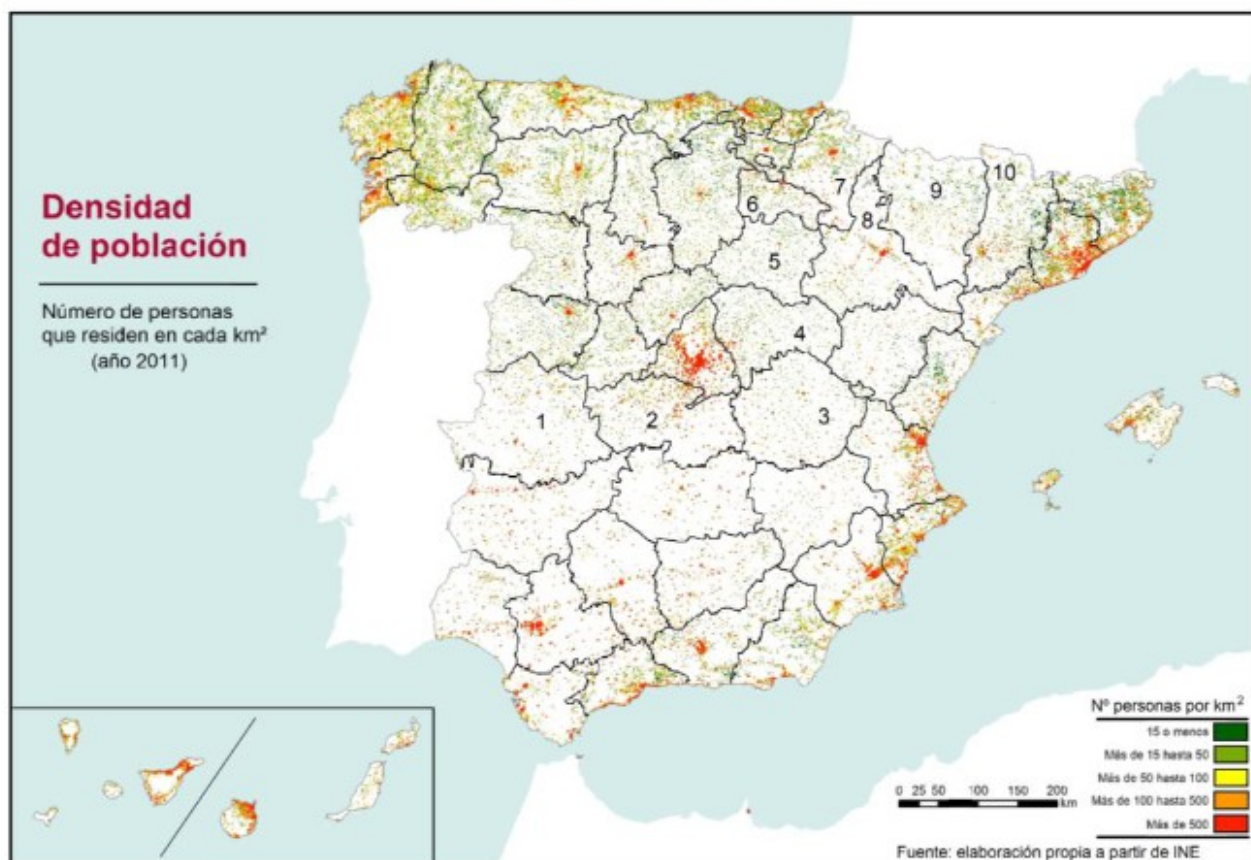 Densidad
de población
Número de personas
que residen en cada km²
(año 2011)
10
9
7
6
8
5
4
1
2
3
Nº personas por km²
15 o menos
Más de 15 hasta 50
Más de 50 hasta 100
Más de 100 hasta 500
Más de 500
0 25 50 100 150 200
km
Fuente: elaboración propia a partir de INE